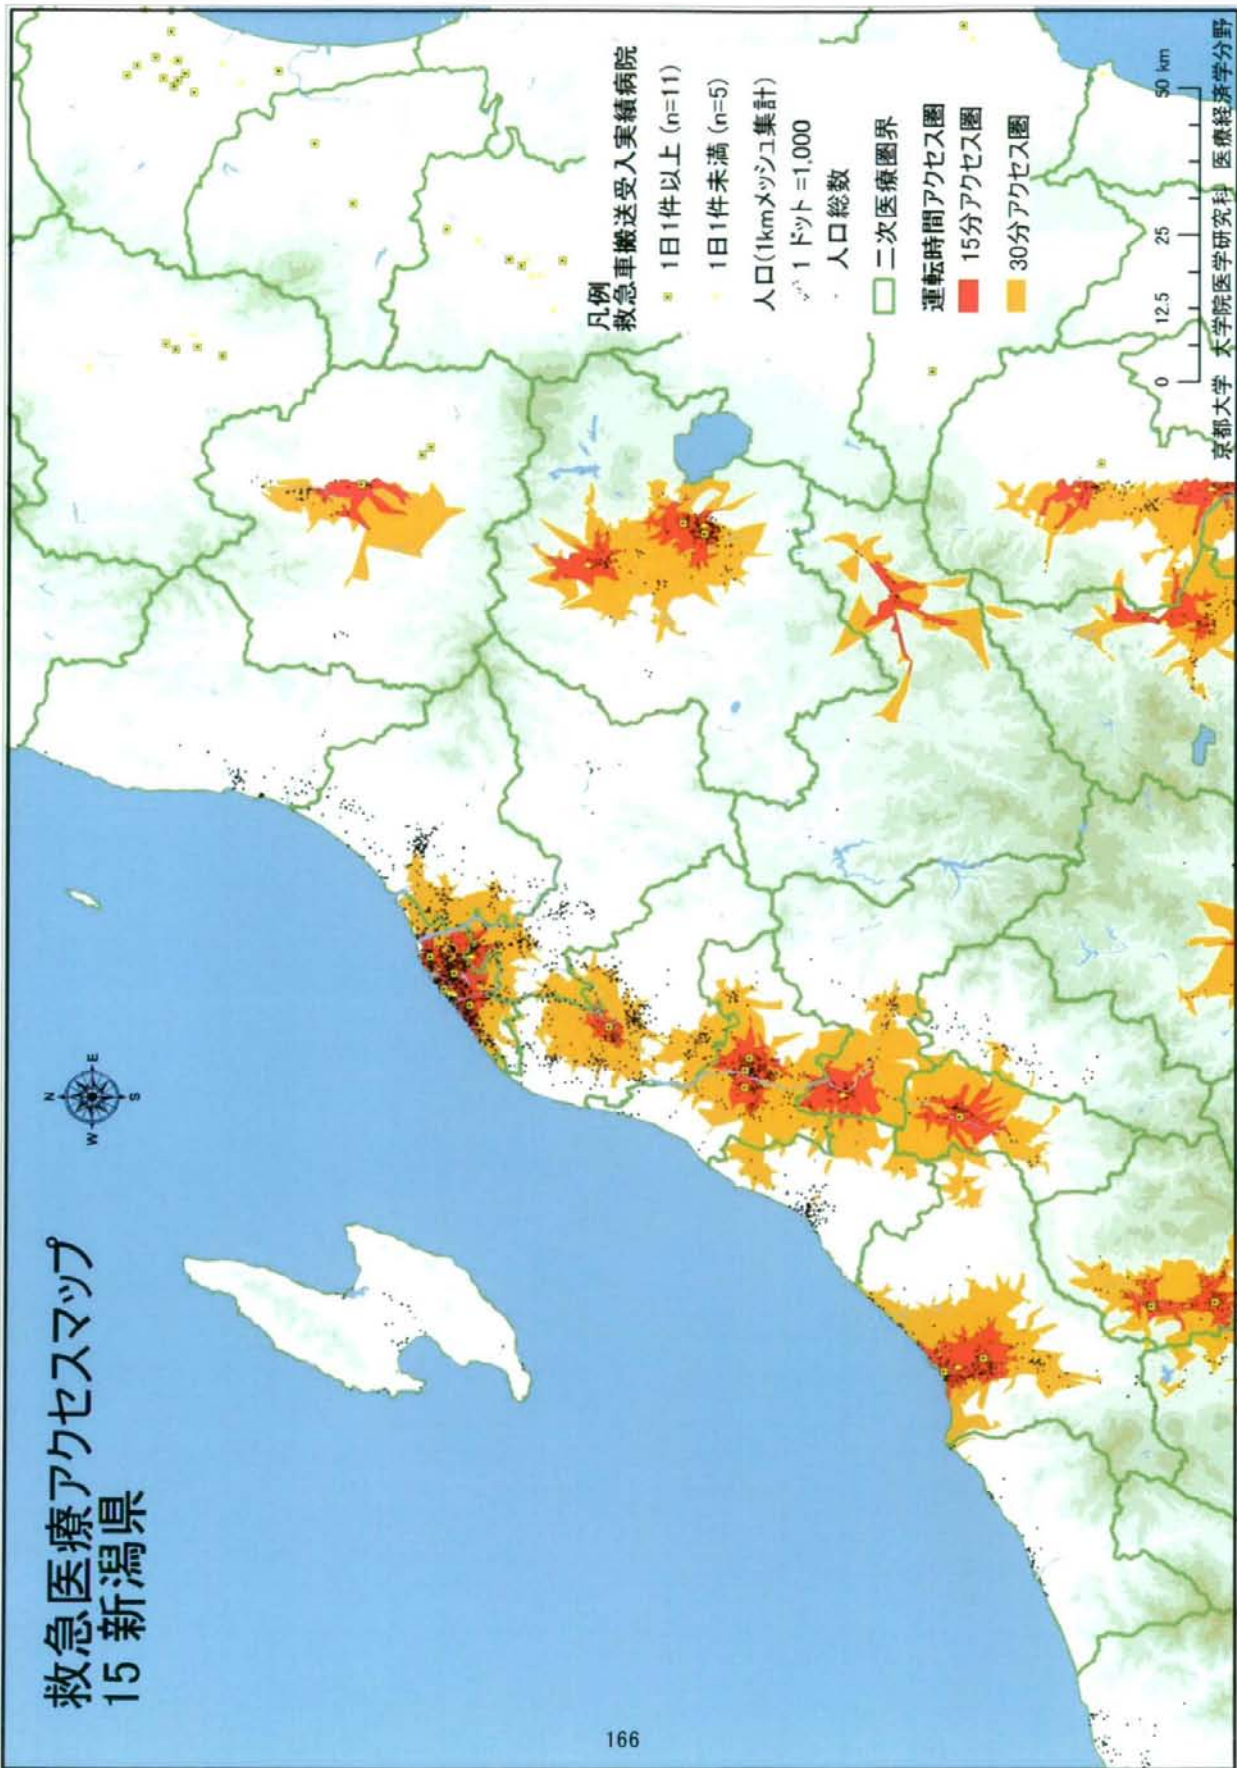 救急医療アクセスマップ
15 新潟県
N
W
E
S
凡例
救急車搬送受入実績病院
1日1件以上 (n=11)
1日1件未満 (n=5)
人口(1kmメッシュ集計)
1 ドット =1,000
人口総数
二次医療圏界
運転時間アクセス圏
15分アクセス圏
30分アクセス圏
0 12.5 25 50 km
京都大学 大学院医学研究科 医療経済学分野
166